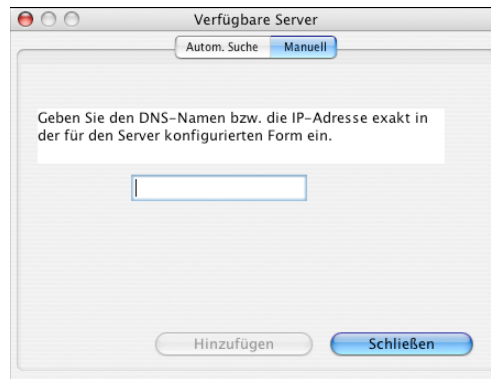 Verfügbare Server
Autom. Suche Manuell
Geben Sie den DNS-Namen bzw. die IP-Adresse exakt in
der für den Server konfigurierten Form ein.
Hinzufügen Schließen